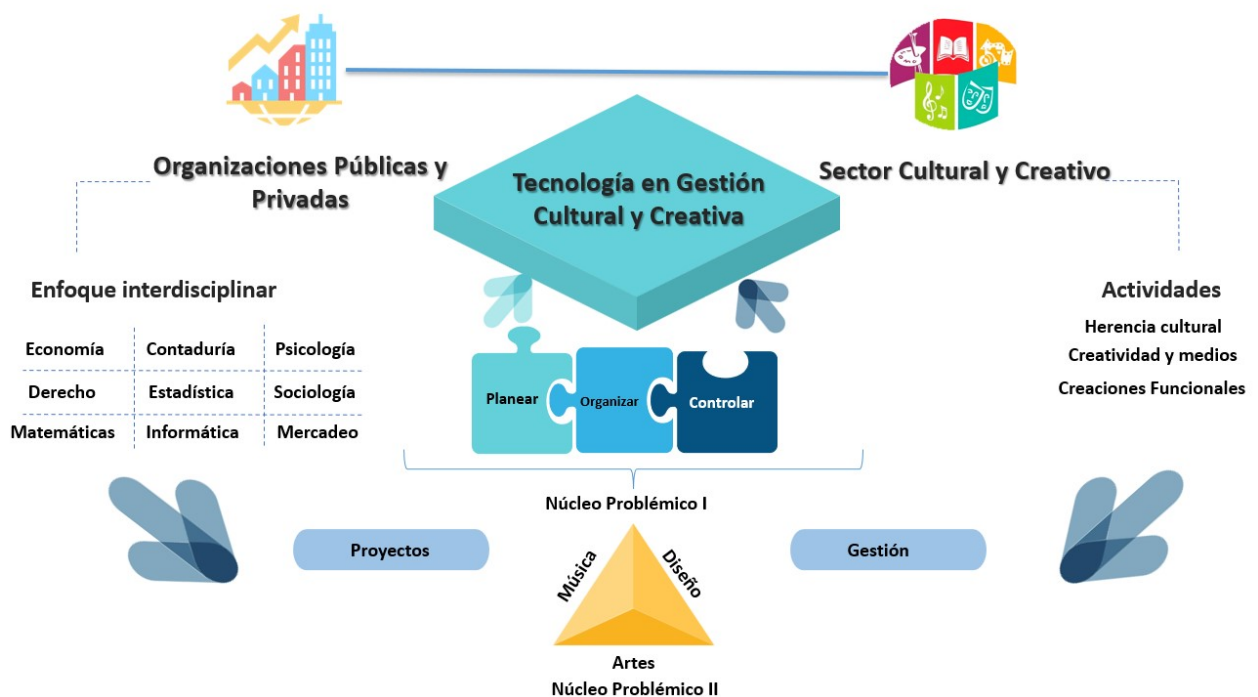 Organizaciones Públicas y
Privadas
Tecnología en Gestión
Cultural y Creativa
Sector Cultural y Creativo
Enfoque interdisciplinar
Economía Contaduría Psicología
Derecho Estadística Sociología
Matemáticas Informática Mercadeo
Planear Organizar Controlar
Actividades
Herencia cultural
Creatividad y medios
Creaciones Funcionales
Núcleo Problémico I
Proyectos
Gestión
Música
Diseño
Artes
Núcleo Problémico II